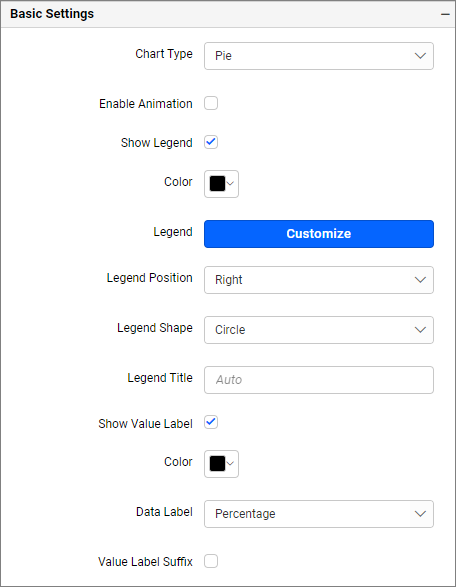 Basic Settings
Chart Type Pie
Enable Animation
Show Legend
Color
Legend Customize
Legend Position Right
Legend Shape Circle
Legend Title Auto
Show Value Label
Color
Data Label Percentage
Value Label Suffix